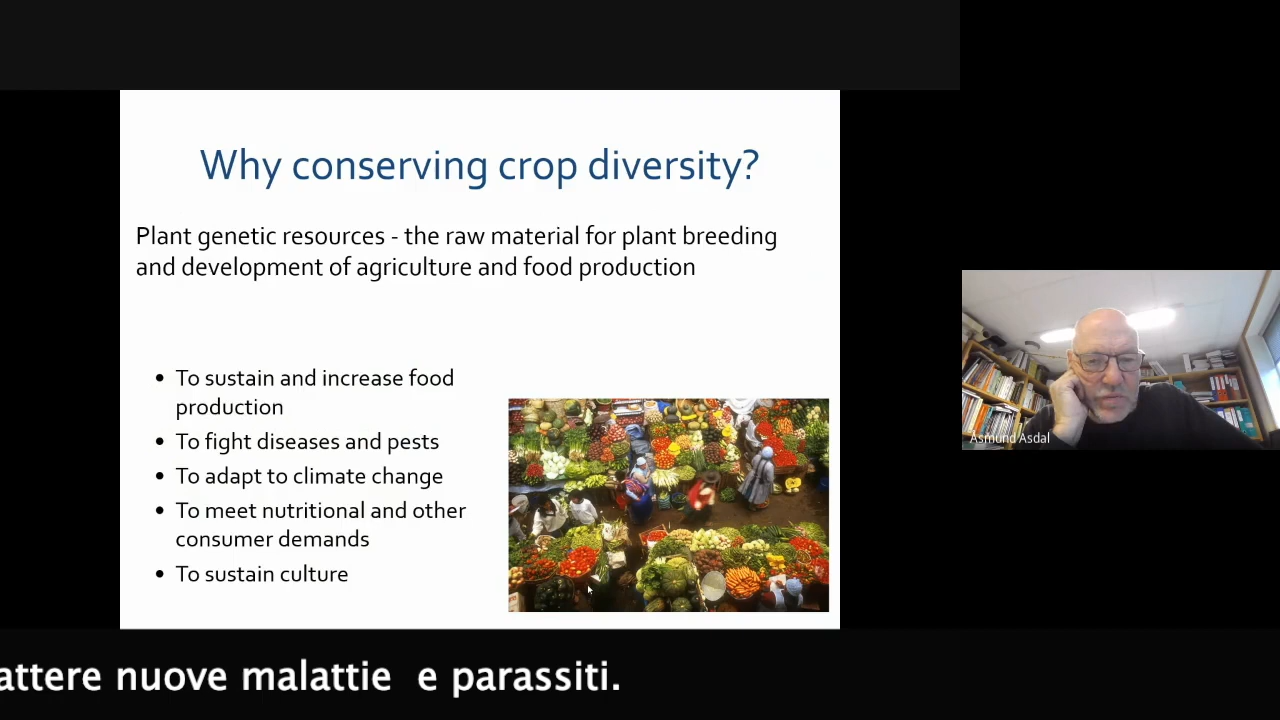 Why conserving crop diversity?
Plant genetic resources - the raw material for plant breeding
and development of agriculture and food production
• To sustain and increase food
production
• To fight diseases and pests
• To adapt to climate change
• To meet nutritional and other
consumer demands
• To sustain culture
Åsmund Asdal
attere nuove malattie e parassiti.